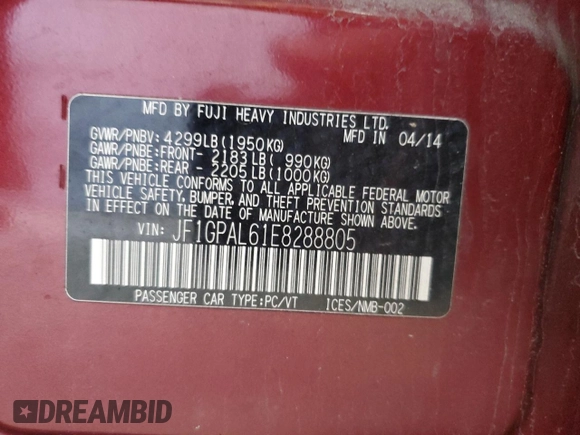 MFD BY FUJI HEAVY INDUSTRIES LTD.
GVWR/PNBV: 4299LB(1950KG) MFD IN 04/14
GAWR/PNBE:FRONT- 2183LB( 990KG)
GAWR/PNBE:REAR - 2205LB(1000KG)
THIS VEHICLE CONFORMS TO ALL APPLICABLE FEDERAL MOTOR
VEHICLE SAFETY, BUMPER, AND THEFT PREVENTION STANDARDS
IN EFFECT ON THE DATE OF MANUFACTURE SHOWN ABOVE.
VIN: JF1GPAL61E8288805
PASSENGER CAR TYPE:PC/VT ICES/NMB-002
DREAMBID